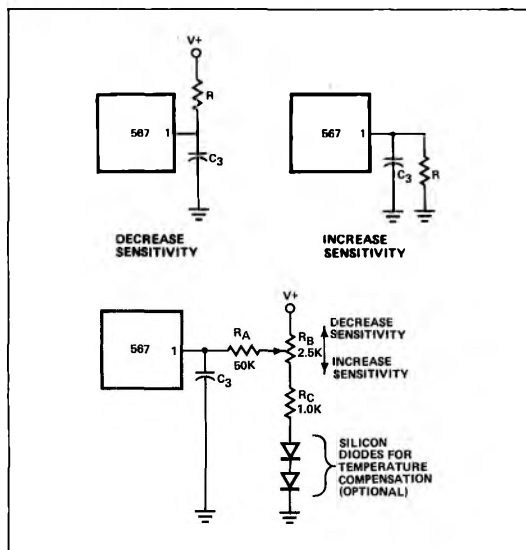 V+
R
567 1
C3
DECREASE
SENSITIVITY
567 1
C3 R
INCREASE
SENSITIVITY
V+
567 1
RA
50K
RB
2.5K
DECREASE
SENSITIVITY
INCREASE
SENSITIVITY
C3
RC
1.0K
SILICON
DIODES FOR
TEMPERATURE
COMPENSATION
(OPTIONAL)